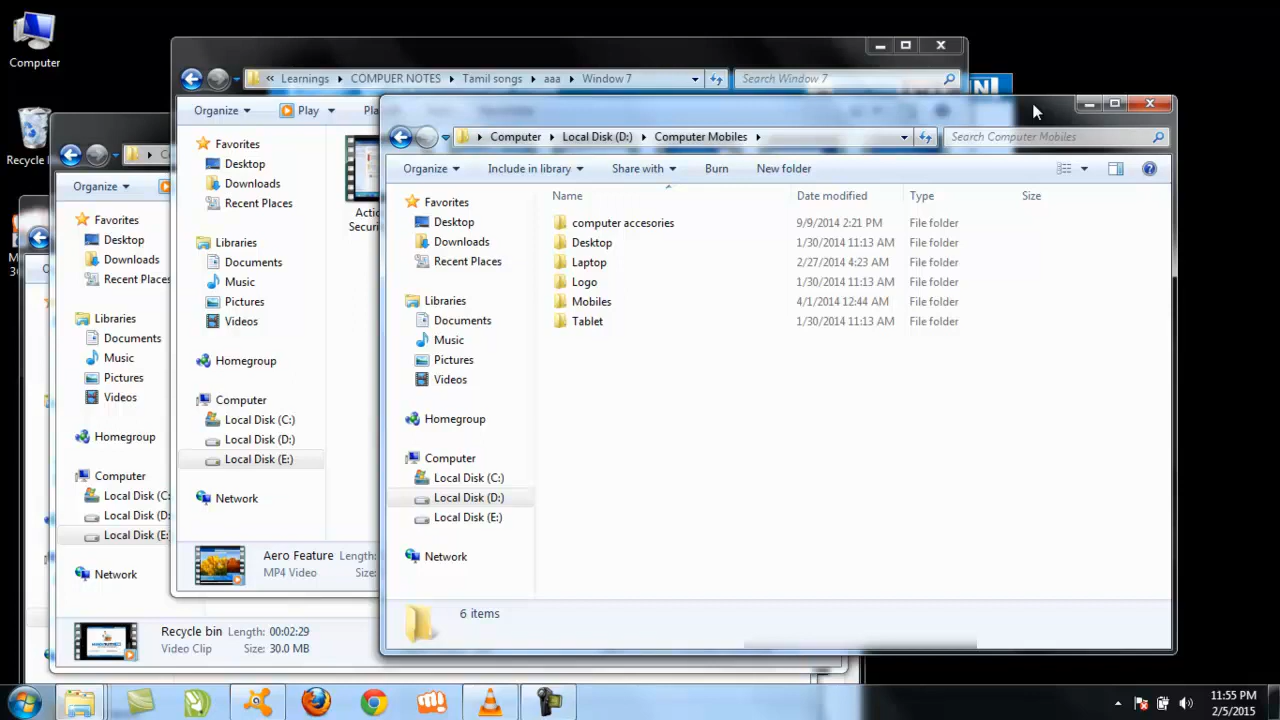 Computer
Recycle
NI
Learnings COMPUER NOTES Tamil songs aaa Window 7
Search Window 7
Organize Play
Favorites
Desktop
Downloads
Recent Places
Libraries
Documents
Music
Pictures
Videos
Homegroup
Computer
Local Disk (C:)
Local Disk (D:)
Local Disk (E:)
Network
Aero Feature Length:
MP4 Video Size:
Organize
Favorites
Desktop
Downloads
Recent Places
Libraries
Documents
Music
Pictures
Videos
Homegroup
Computer
Local Disk (C:
Local Disk (D:
Local Disk (E:
Network
Recycle bin Length: 00:02:29
Video Clip Size: 30.0 MB
Computer Local Disk (D:) Computer Mobiles
Search Computer Mobiles
Organize Include in library Share with Burn New folder
Favorites
Desktop
Downloads
Recent Places
Libraries
Documents
Music
Pictures
Videos
Homegroup
Computer
Local Disk (C:)
Local Disk (D:)
Local Disk (E:)
Network
Name Date modified Type Size
computer accesories 9/9/2014 2:21 PM File folder
Desktop 1/30/2014 11:13 AM File folder
Laptop 2/27/2014 4:23 AM File folder
Logo 1/30/2014 11:13 AM File folder
Mobiles 4/1/2014 12:44 AM File folder
Tablet 1/30/2014 11:13 AM File folder
6 items
11:55 PM
2/5/2015